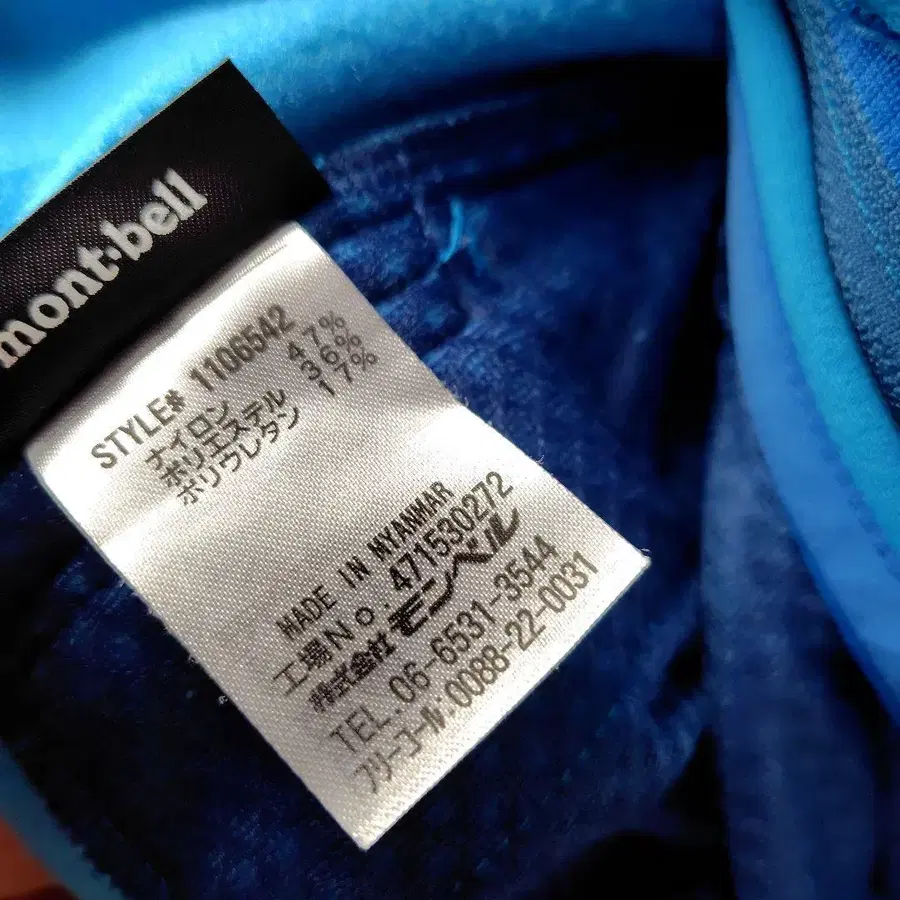 mont·bell
STYLE# 1106542
ナイロン 47%
ポリエステル 36%
ポリウレタン 17%
MADE IN MYANMAR
工場No.471530272
株式会社モンベル
TEL.06-6531-3544
フリーコール:0088-22-0031